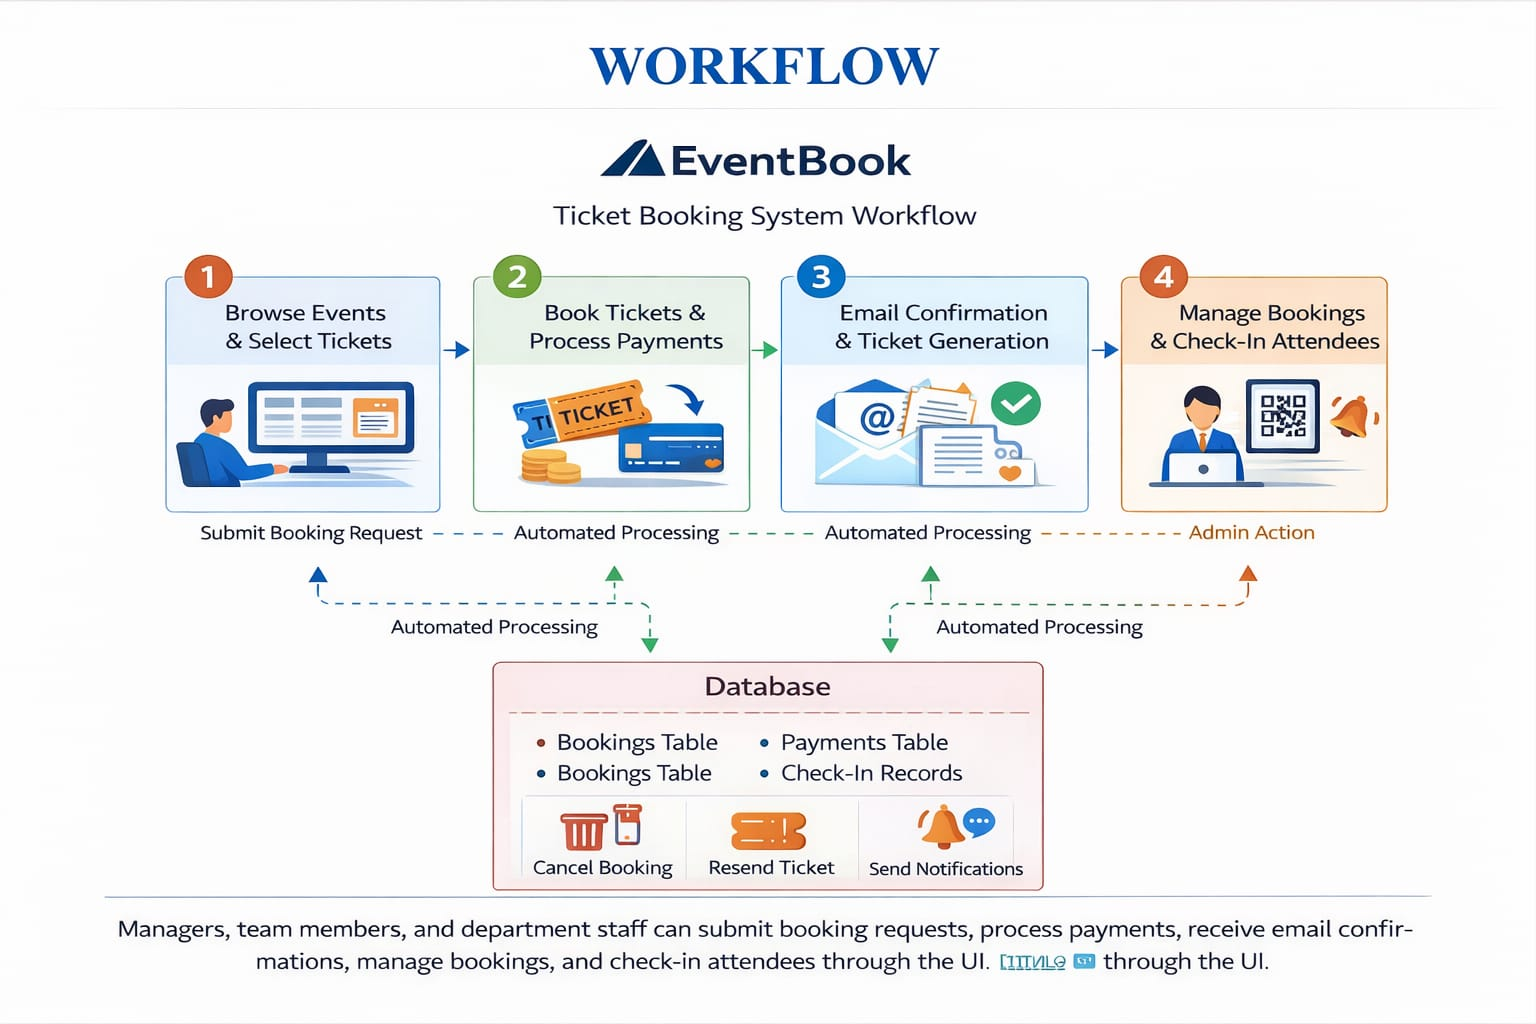 WORKFLOW
EventBook
Ticket Booking System Workflow
1
Browse Events
& Select Tickets
2
Book Tickets &
Process Payments
TICKET
3
Email Confirmation
& Ticket Generation
@
4
Manage Bookings
& Check-In Attendees
Submit Booking Request
Automated Processing
Automated Processing
Admin Action
Automated Processing
Automated Processing
Database
• Bookings Table
• Payments Table
• Bookings Table
• Check-In Records
Cancel Booking
Resend Ticket
Send Notifications
Managers, team members, and department staff can submit booking requests, process payments, receive email confir-
mations, manage bookings, and check-in attendees through the UI. through the UI.